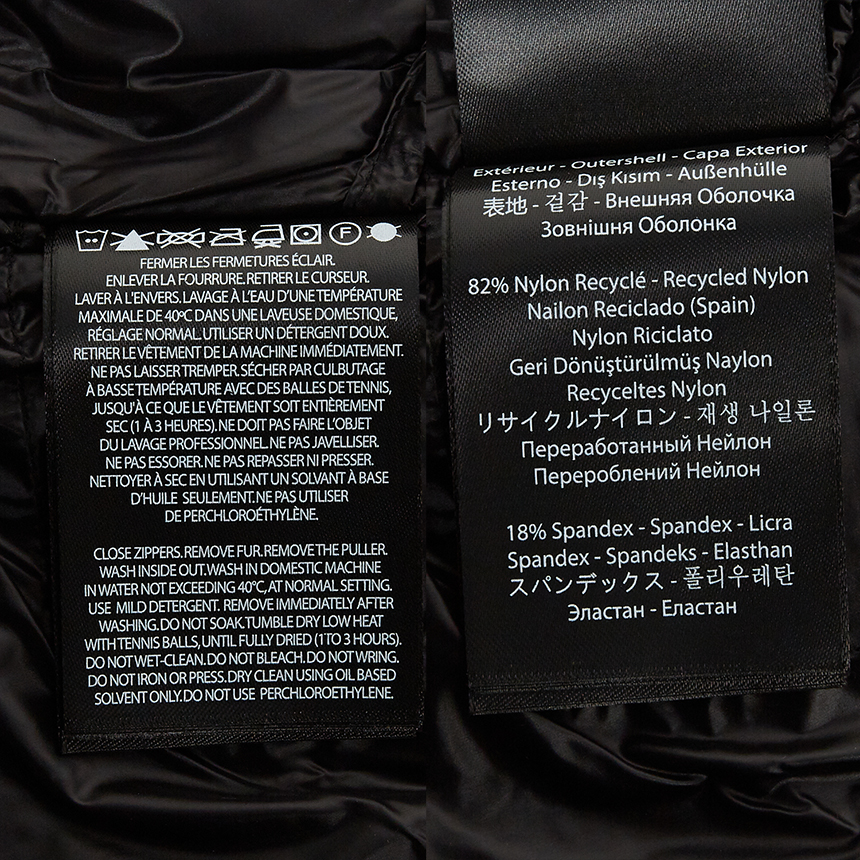 F
FERMER LES FERMETURES ÉCLAIR.
ENLEVER LA FOURRURE. RETIRER LE CURSEUR.
LAVER À L'ENVERS. LAVAGE À L'EAU D'UNE TEMPÉRATURE
MAXIMALE DE 40ºC DANS UNE LAVEUSE DOMESTIQUE,
RÉGLAGE NORMAL. UTILISER UN DÉTERGENT DOUX.
RETIRER LE VÊTEMENT DE LA MACHINE IMMÉDIATEMENT.
NE PAS LAISSER TREMPER. SÉCHER PAR CULBUTAGE
À BASSE TEMPÉRATURE AVEC DES BALLES DE TENNIS,
JUSQU'À CE QUE LE VÊTEMENT SOIT ENTIÈREMENT
SEC (1 À 3 HEURES). NE DOIT PAS FAIRE L'OBJET
DU LAVAGE PROFESSIONNEL. NE PAS JAVELLISER.
NE PAS ESSORER. NE PAS REPASSER NI PRESSER.
NETTOYER À SEC EN UTILISANT UN SOLVANT À BASE
D'HUILE SEULEMENT. NE PAS UTILISER
DE PERCHLOROÉTHYLÈNE.
CLOSE ZIPPERS. REMOVE FUR. REMOVE THE PULLER.
WASH INSIDE OUT. WASH IN DOMESTIC MACHINE
IN WATER NOT EXCEEDING 40°C, AT NORMAL SETTING.
USE MILD DETERGENT. REMOVE IMMEDIATELY AFTER
WASHING. DO NOT SOAK. TUMBLE DRY LOW HEAT
WITH TENNIS BALLS, UNTIL FULLY DRIED (1 TO 3 HOURS).
DO NOT WET-CLEAN. DO NOT BLEACH. DO NOT WRING.
DO NOT IRON OR PRESS. DRY CLEAN USING OIL BASED
SOLVENT ONLY. DO NOT USE PERCHLOROETHYLENE.
Extérieur - Outershell - Capa Exterior
Esterno - Dış Kısım - Außenhülle
表地 - 겉감 - Внешняя Оболочка
Зовнішня Оболонка
82% Nylon Recyclé - Recycled Nylon
Nailon Reciclado (Spain)
Nylon Riciclato
Geri Dönüştürülmüş Naylon
Recyceltes Nylon
リサイクルナイロン - 재생 나일론
Переработанный Нейлон
Перероблений Нейлон
18% Spandex - Spandex - Licra
Spandex - Spandeks - Elasthan
スパンデックス - 폴리우레탄
Эластан - Еластан